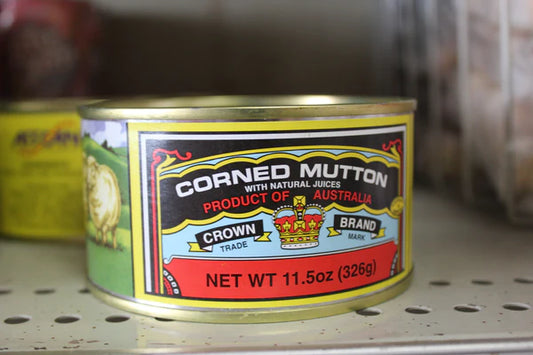 CORNED MUTTON
WITH NATURAL JUICES
PRODUCT OF AUSTRALIA
CROWN BRAND
TRADE MARK
NET WT 11.5oz (326g)